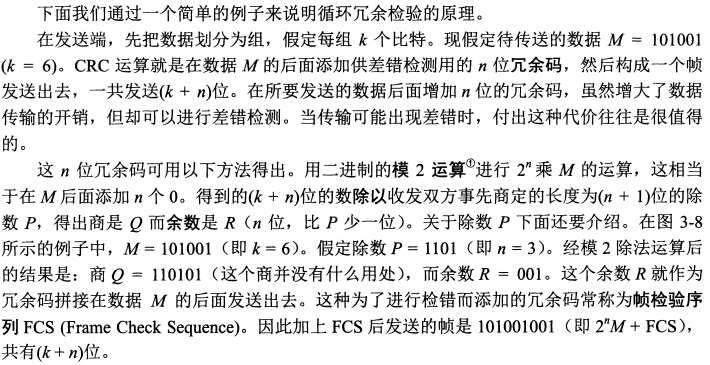 下面我们通过一个简单的例子来说明循环冗余检验的原理。
在发送端，先把数据划分为组，假定每组 k 个比特。现假定待传送的数据 M = 101001
(k = 6)。CRC 运算就是在数据 M 的后面添加供差错检测用的 n 位冗余码，然后构成一个帧
发送出去，一共发送(k + n)位。在所要发送的数据后面增加 n 位的冗余码，虽然增大了数据
传输的开销，但却可以进行差错检测。当传输可能出现差错时，付出这种代价往往是很值得
的。
这 n 位冗余码可用以下方法得出。用二进制的模 2 运算①进行 2ⁿ 乘 M 的运算，这相当
于在 M 后面添加 n 个 0。得到的(k + n)位的数除以收发双方事先商定的长度为(n + 1)位的除
数 P，得出商是 Q 而余数是 R（n 位，比 P 少一位）。关于除数 P 下面还要介绍。在图 3-8
所示的例子中，M = 101001（即 k = 6）。假定除数 P = 1101（即 n = 3）。经模 2 除法运算后
的结果是：商 Q = 110101（这个商并没有什么用处），而余数 R = 001。这个余数 R 就作为
冗余码拼接在数据 M 的后面发送出去。这种为了进行检错而添加的冗余码常称为帧检验序
列 FCS (Frame Check Sequence)。因此加上 FCS 后发送的帧是 101001001（即 2ⁿM + FCS），
共有(k + n)位。